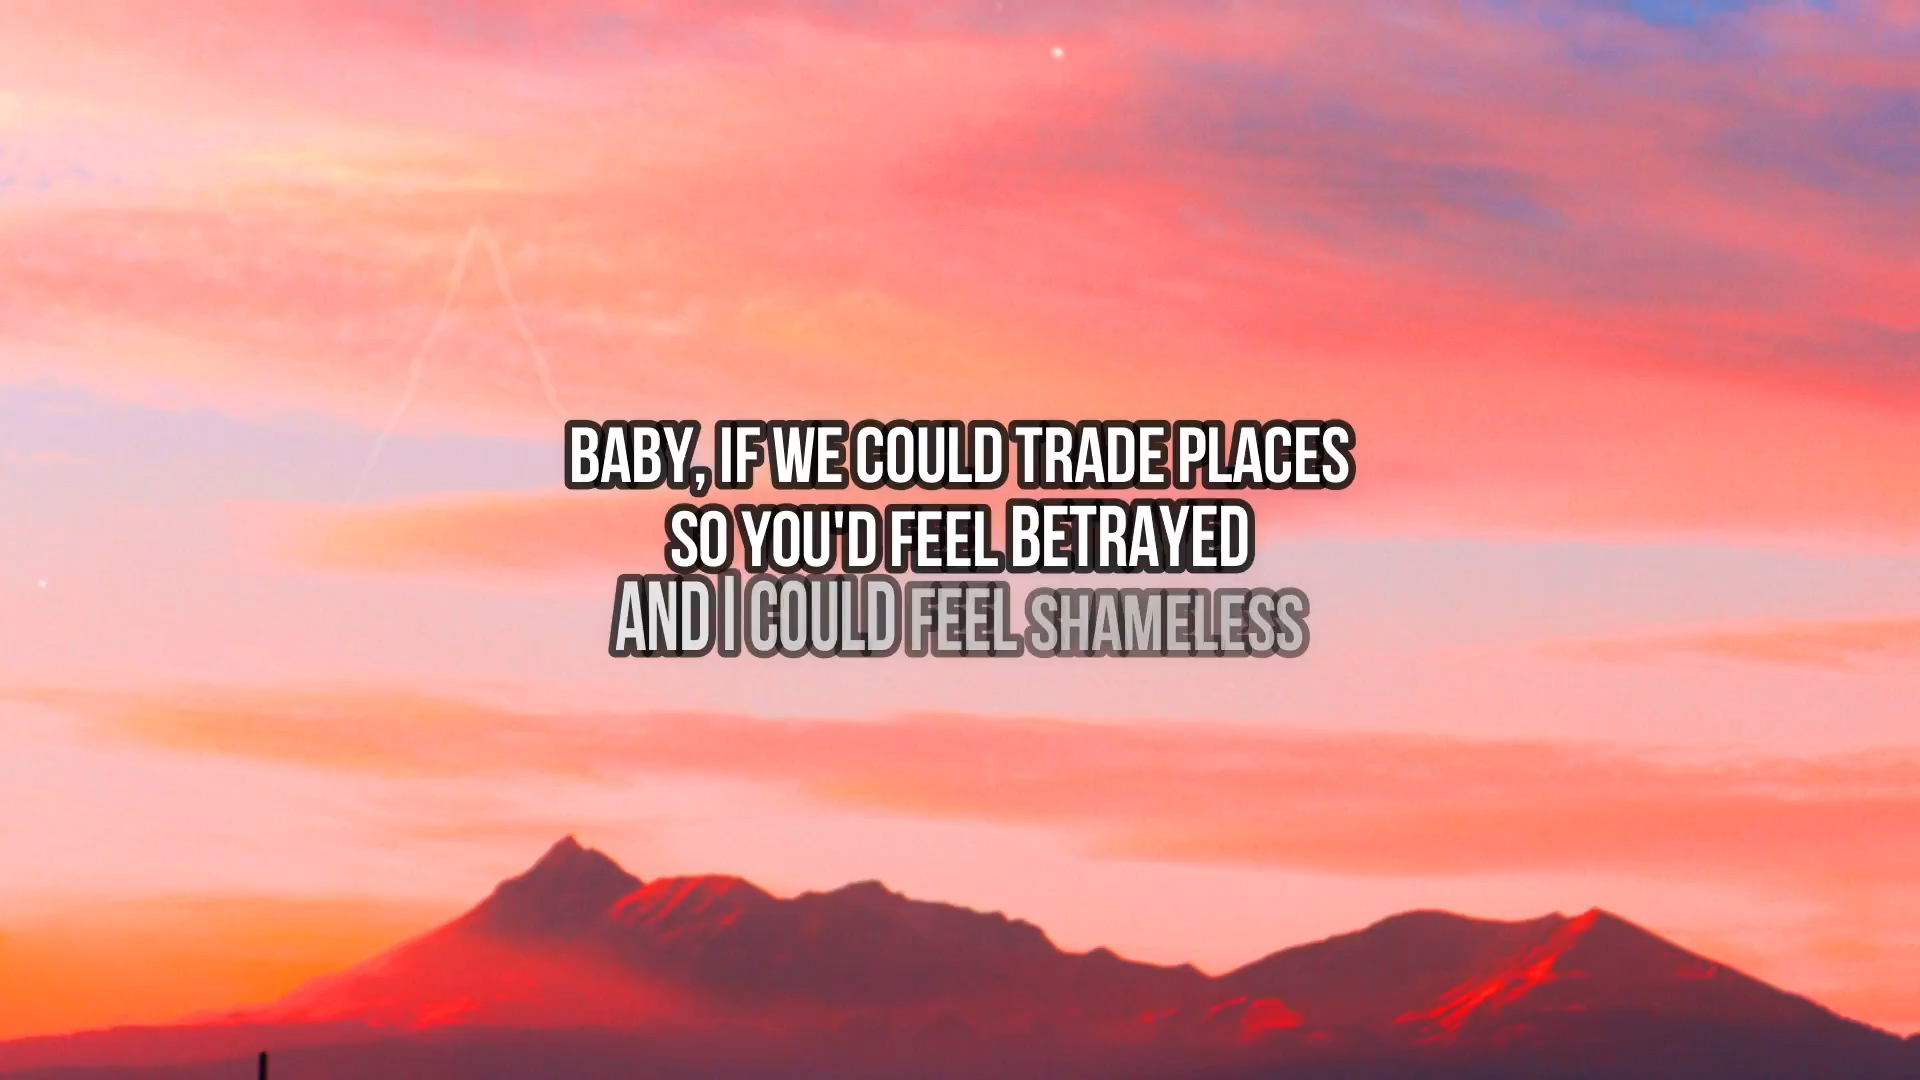 BABY, IF WE COULD TRADE PLACES
SO YOU'D FEEL BETRAYED
AND I COULD FEEL SHAMELESS